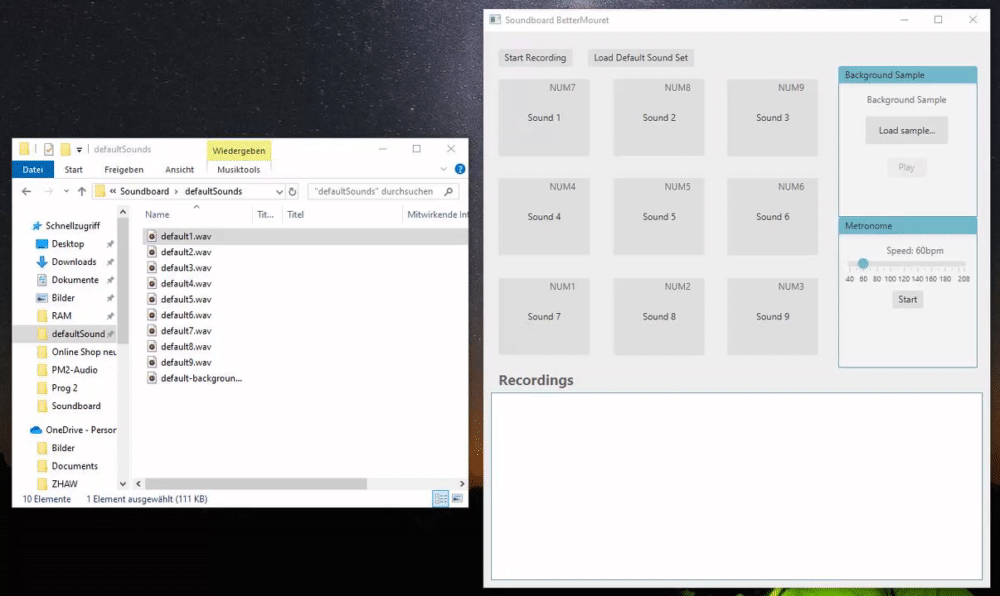 defaultSounds
Wiedergeben
Datei Start Freigeben Ansicht Musiktools
« Soundboard › defaultSounds
"defaultSounds" durchsuchen
Schnellzugriff
Desktop
Downloads
Dokumente
Bilder
RAM
defaultSound
Online Shop neu
PM2-Audio
Prog 2
Soundboard
OneDrive - Person
Bilder
Documents
ZHAW
Name Tit... Titel Mitwirkende Int
default1.wav
default2.wav
default3.wav
default4.wav
default5.wav
default6.wav
default7.wav
default8.wav
default9.wav
default-backgroun...
10 Elemente 1 Element ausgewählt (111 KB)
Soundboard BetterMouret
Start Recording Load Default Sound Set
NUM7 NUM8 NUM9
Sound 1 Sound 2 Sound 3
NUM4 NUM5 NUM6
Sound 4 Sound 5 Sound 6
NUM1 NUM2 NUM3
Sound 7 Sound 8 Sound 9
Background Sample
Background Sample
Load sample...
Play
Metronome
Speed: 60bpm
40 60 80 100 120 140 160 180 208
Start
Recordings